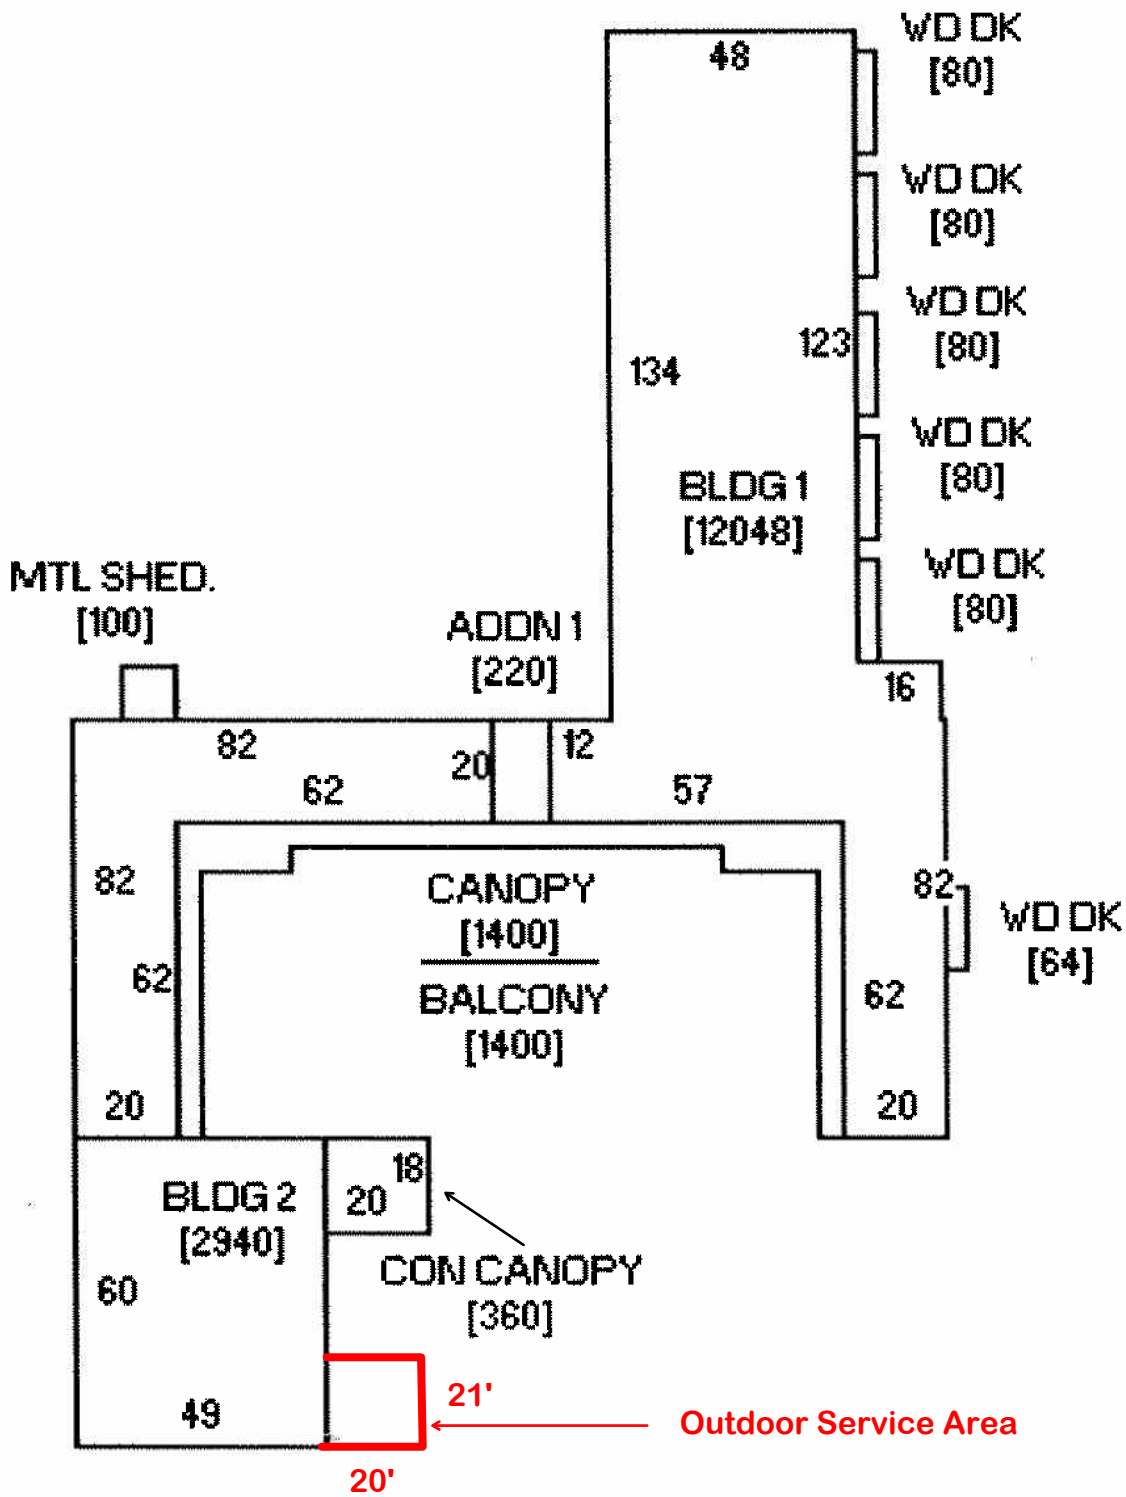 WD DK
[80]
48
WD DK
[80]
WD DK
[80]
123
134
WD DK
[80]
BLDG 1
[12048]
WD DK
[80]
MTL SHED.
[100]
ADDN 1
[220]
16
82
20
12
62
57
82
CANOPY
[1400]
BALCONY
[1400]
82
WD DK
[64]
62
62
20
20
18
20
BLDG 2
[2940]
CON CANOPY
[360]
60
49
21'
Outdoor Service Area
20'